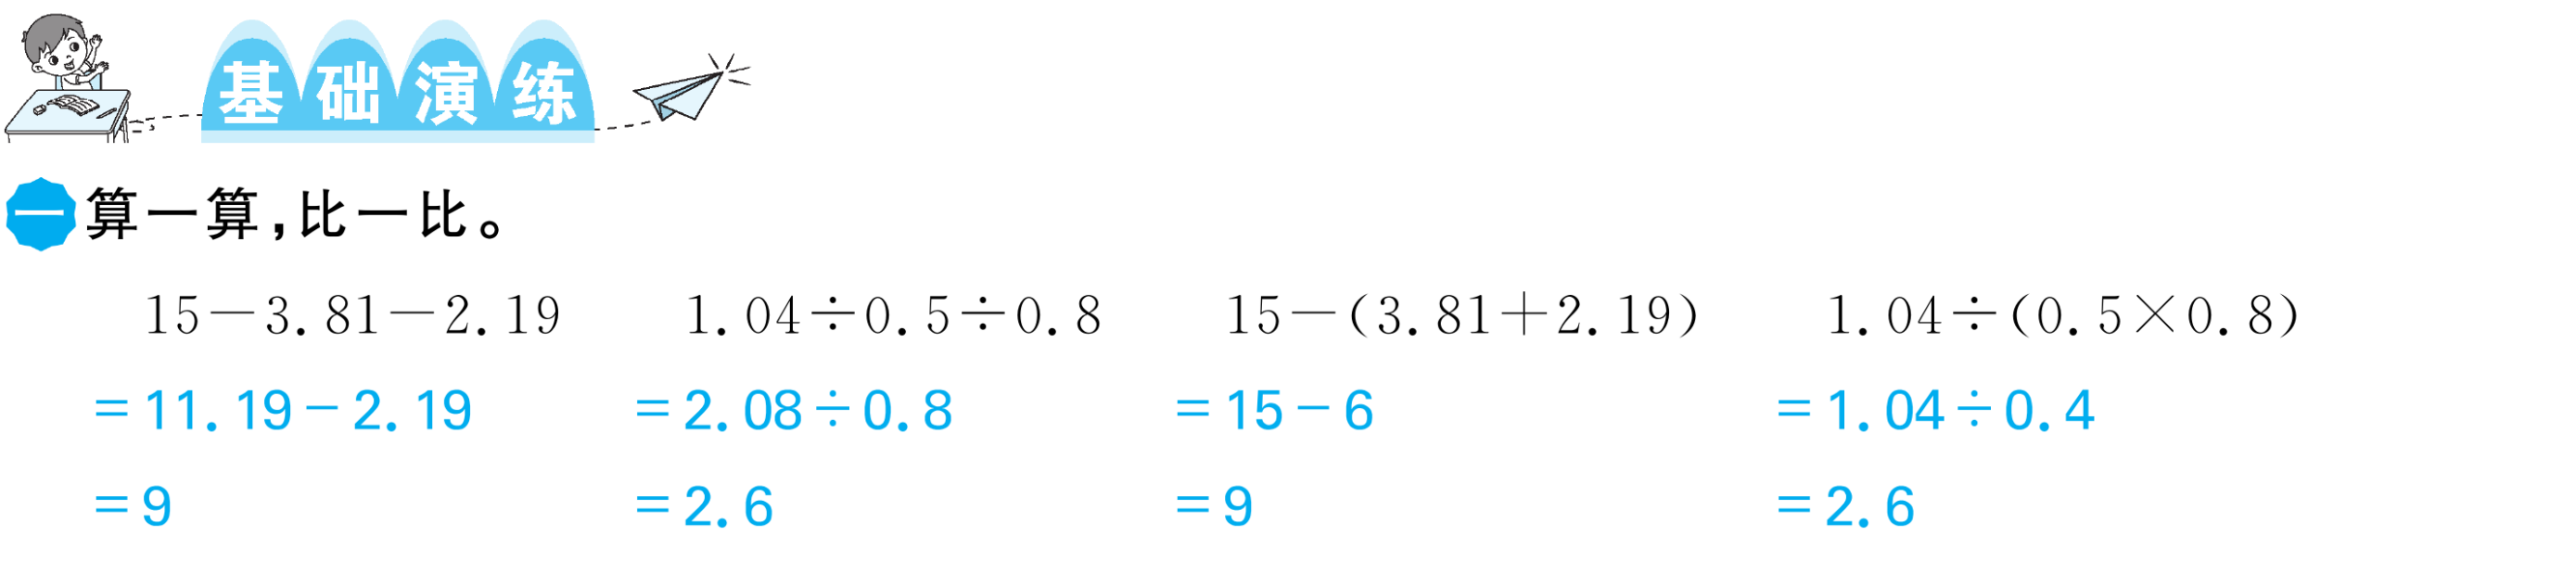 基础演练
一 算一算,比一比。
15-3.81-2.19 1.04÷0.5÷0.8 15-(3.81+2.19) 1.04÷(0.5×0.8)
=11.19-2.19 =2.08÷0.8 =15-6 =1.04÷0.4
=9 =2.6 =9 =2.6